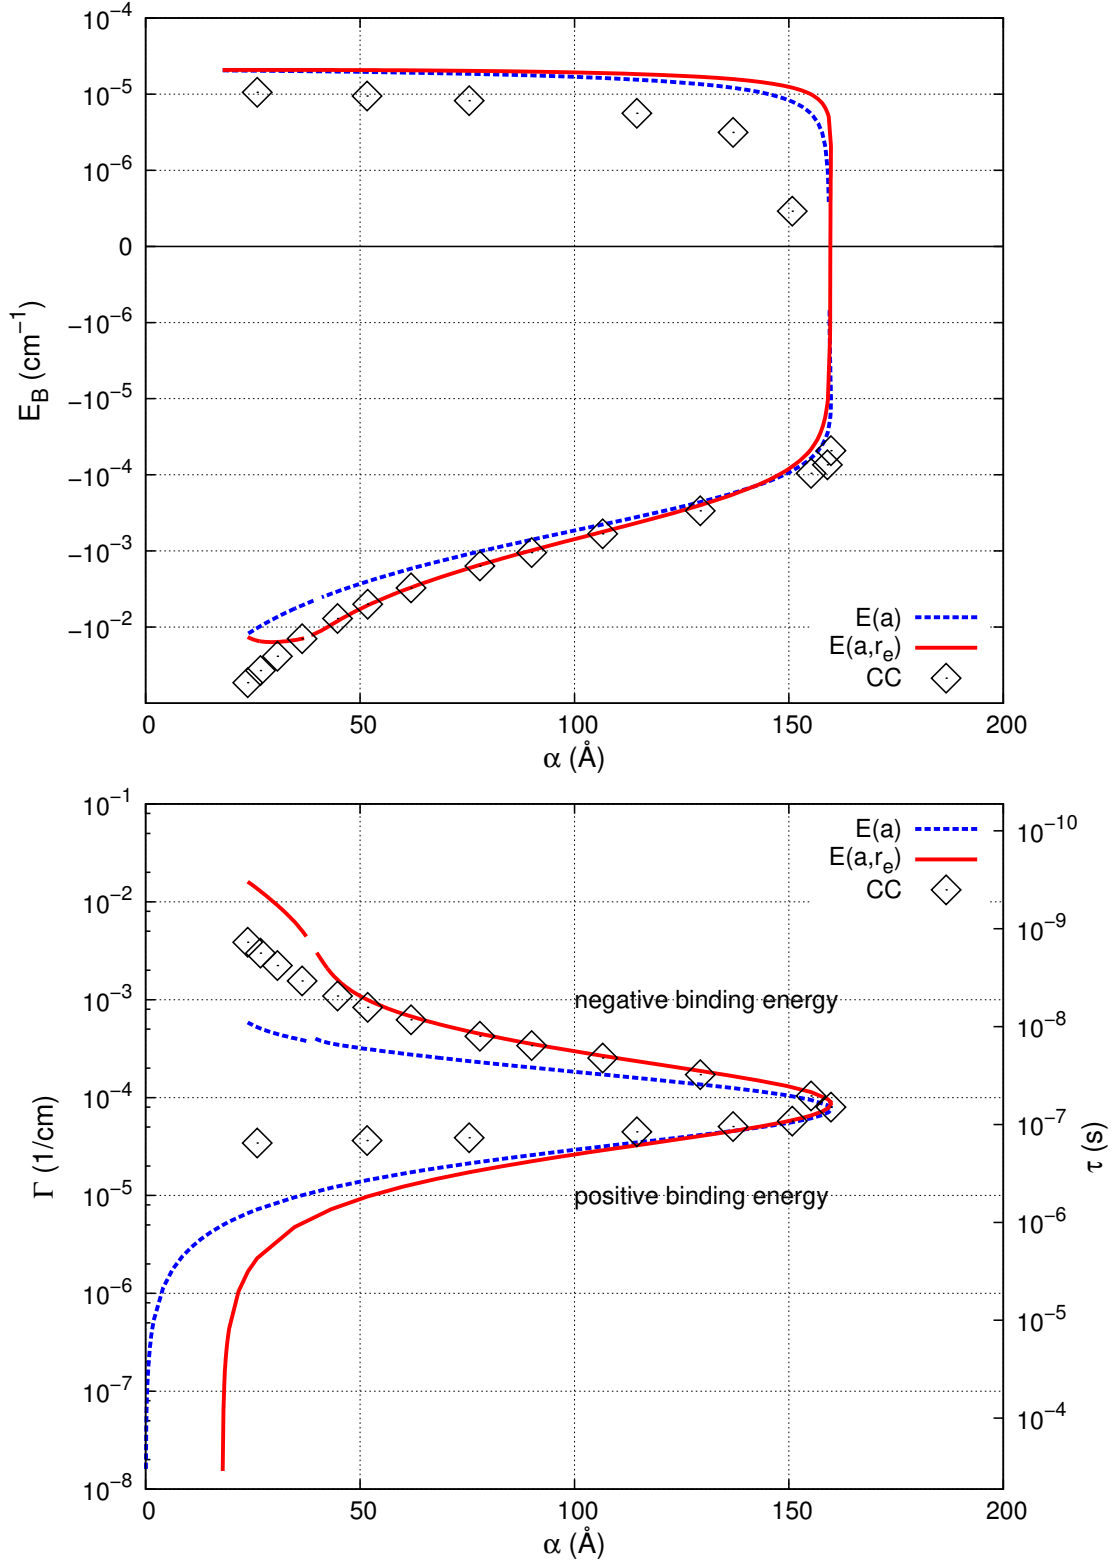 10⁻⁴
10⁻⁵
10⁻⁶
0
−10⁻⁶
−10⁻⁵
−10⁻⁴
−10⁻³
−10⁻²
E_B (cm⁻¹)
E(a)
E(a,r_e)
CC
0 50 100 150 200
α (Å)
10⁻¹
10⁻²
10⁻³
10⁻⁴
10⁻⁵
10⁻⁶
10⁻⁷
10⁻⁸
Γ (1/cm)
E(a)
E(a,r_e)
CC
negative binding energy
positive binding energy
10⁻¹⁰
10⁻⁹
10⁻⁸
10⁻⁷
10⁻⁶
10⁻⁵
10⁻⁴
τ (s)
0 50 100 150 200
α (Å)